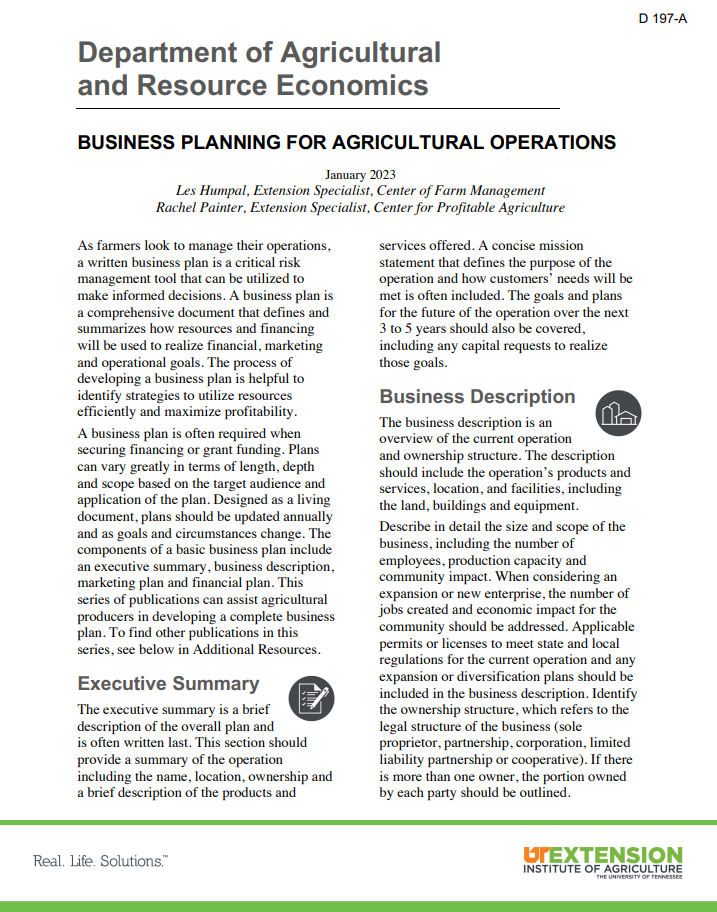 D 197-A
Department of Agricultural
and Resource Economics
BUSINESS PLANNING FOR AGRICULTURAL OPERATIONS
January 2023
Les Humpal, Extension Specialist, Center of Farm Management
Rachel Painter, Extension Specialist, Center for Profitable Agriculture
As farmers look to manage their operations,
a written business plan is a critical risk
management tool that can be utilized to
make informed decisions. A business plan is
a comprehensive document that defines and
summarizes how resources and financing
will be used to realize financial, marketing
and operational goals. The process of
developing a business plan is helpful to
identify strategies to utilize resources
efficiently and maximize profitability.
A business plan is often required when
securing financing or grant funding. Plans
can vary greatly in terms of length, depth
and scope based on the target audience and
application of the plan. Designed as a living
document, plans should be updated annually
and as goals and circumstances change. The
components of a basic business plan include
an executive summary, business description,
marketing plan and financial plan. This
series of publications can assist agricultural
producers in developing a complete business
plan. To find other publications in this
series, see below in Additional Resources.
Executive Summary
The executive summary is a brief
description of the overall plan and
is often written last. This section should
provide a summary of the operation
including the name, location, ownership and
a brief description of the products and
services offered. A concise mission
statement that defines the purpose of the
operation and how customers’ needs will be
met is often included. The goals and plans
for the future of the operation over the next
3 to 5 years should also be covered,
including any capital requests to realize
those goals.
Business Description
The business description is an
overview of the current operation
and ownership structure. The description
should include the operation’s products and
services, location, and facilities, including
the land, buildings and equipment.
Describe in detail the size and scope of the
business, including the number of
employees, production capacity and
community impact. When considering an
expansion or new enterprise, the number of
jobs created and economic impact for the
community should be addressed. Applicable
permits or licenses to meet state and local
regulations for the current operation and any
expansion or diversification plans should be
included in the business description. Identify
the ownership structure, which refers to the
legal structure of the business (sole
proprietor, partnership, corporation, limited
liability partnership or cooperative). If there
is more than one owner, the portion owned
by each party should be outlined.
Real. Life. Solutions.™
UT EXTENSION
INSTITUTE OF AGRICULTURE
THE UNIVERSITY OF TENNESSEE